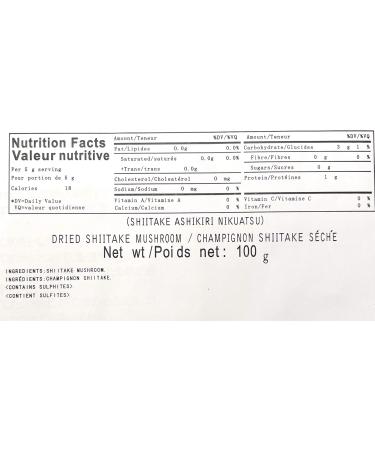 Nutrition Facts
Valeur nutritive
Per 5 g serving
Pour portion de 5 g
Calories 18
*DV=Daily Value
VQ=valeur quotidienne
Amount/Teneur %DV/%VQ
Fat/Lipides 0.0g 0.0%
Saturated/saturés 0.0g 0.0%
+Trans/trans 0.0g
Cholesterol/Cholestérol 0 mg
Sodium/Sodium 0 mg 0 %
Vitamin A/Vitamine A 0 %
Calcium/Calcium 0 %
Amount/Teneur %DV/%VQ
Carbohydrate/Glucides 3 g 1 %
Fibre/Fibres 0 g 0 %
Sugars/Sucres 0 g
Protein/Protéines 1 g
Vitamin C/Vitamine C 0 %
Iron/Fer 0 %
(SHIITAKE ASHIKIRI NIKUATSU)
DRIED SHIITAKE MUSHROOM / CHAMPIGNON SHIITAKE SÉCHÉ
Net wt/Poids net: 100 g
INGREDIENTS:SHIITAKE MUSHROOM.
INGRÉDIENTS:CHAMPIGNON SHIITAKE.
<CONTAINS SULPHITES>
<CONTIENT SULFITES>